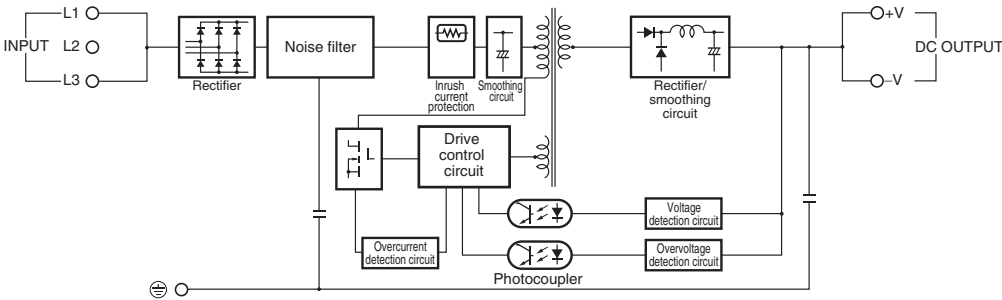 L1
INPUT
L2
L3
Rectifier
Noise filter
Inrush
current
protection
Smoothing
circuit
Rectifier/
smoothing
circuit
+V
DC OUTPUT
−V
Drive
control
circuit
Overcurrent
detection circuit
Voltage
detection circuit
Overvoltage
detection circuit
Photocoupler